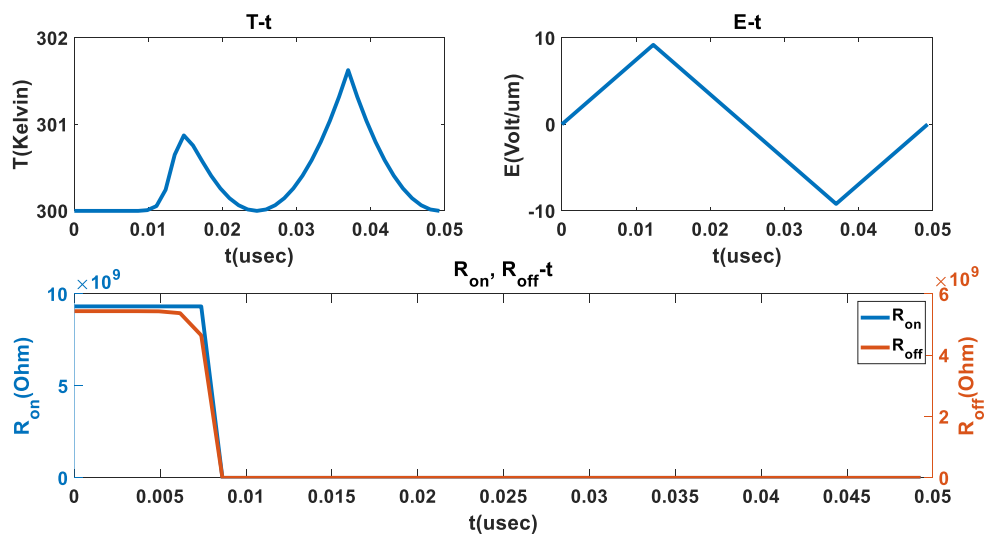 T-t
302
301
300
T(Kelvin)
0 0.01 0.02 0.03 0.04 0.05
t(usec)
E-t
10
0
-10
E(Volt/um)
0 0.01 0.02 0.03 0.04 0.05
t(usec)
R_on, R_off-t
×10^9
10
5
0
R_on(Ohm)
×10^9
6
4
2
0
R_off(Ohm)
R_on
R_off
0 0.005 0.01 0.015 0.02 0.025 0.03 0.035 0.04 0.045 0.05
t(usec)